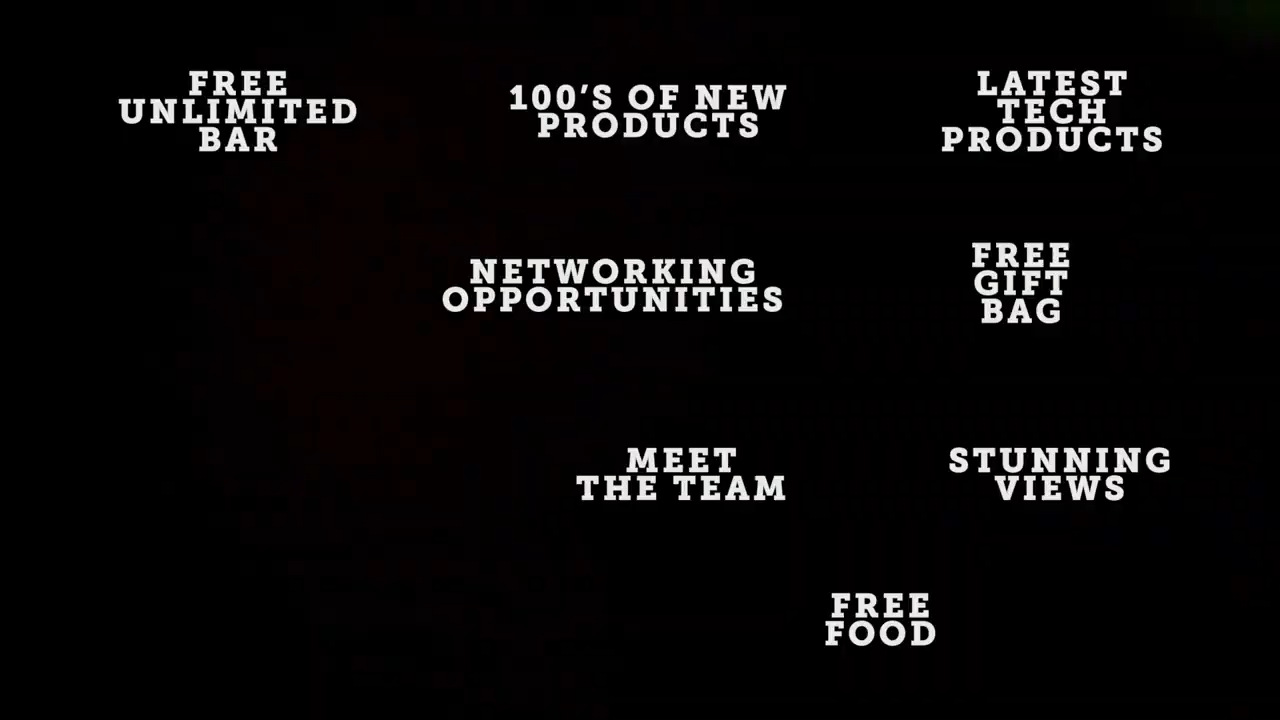 FREE
UNLIMITED
BAR
100'S OF NEW
PRODUCTS
LATEST
TECH
PRODUCTS
NETWORKING
OPPORTUNITIES
FREE
GIFT
BAG
MEET
THE TEAM
STUNNING
VIEWS
FREE
FOOD